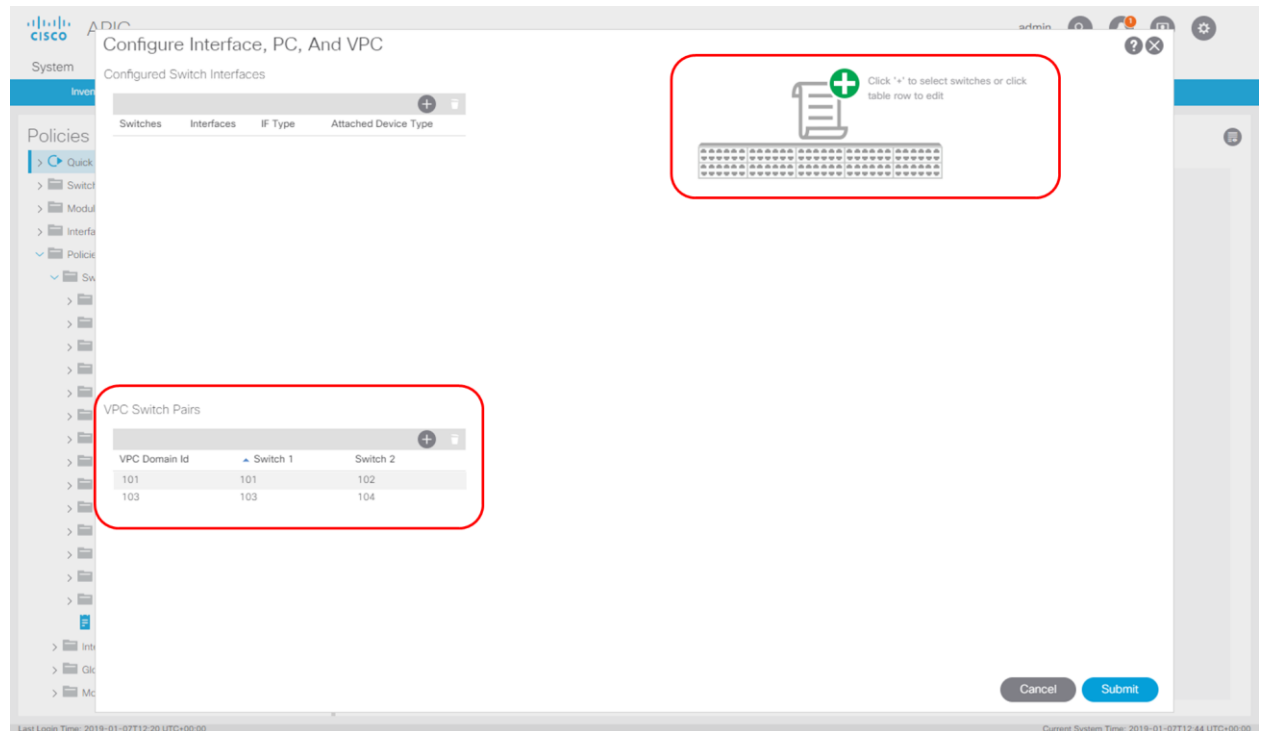 CISCO
APIC
admin
1
Configure Interface, PC, And VPC
?
System
Configured Switch Interfaces
Click '+' to select switches or click
table row to edit
Inven
Switches Interfaces IF Type Attached Device Type
Policies
Quick
Switch
Modul
Interfa
Policie
Sw
VPC Switch Pairs
VPC Domain Id Switch 1 Switch 2
101 101 102
103 103 104
Inte
Glo
Mo
Cancel Submit
Last Login Time: 2019-01-07T12:20 UTC+00:00
Current System Time: 2019-01-07T12:44 UTC+00:00